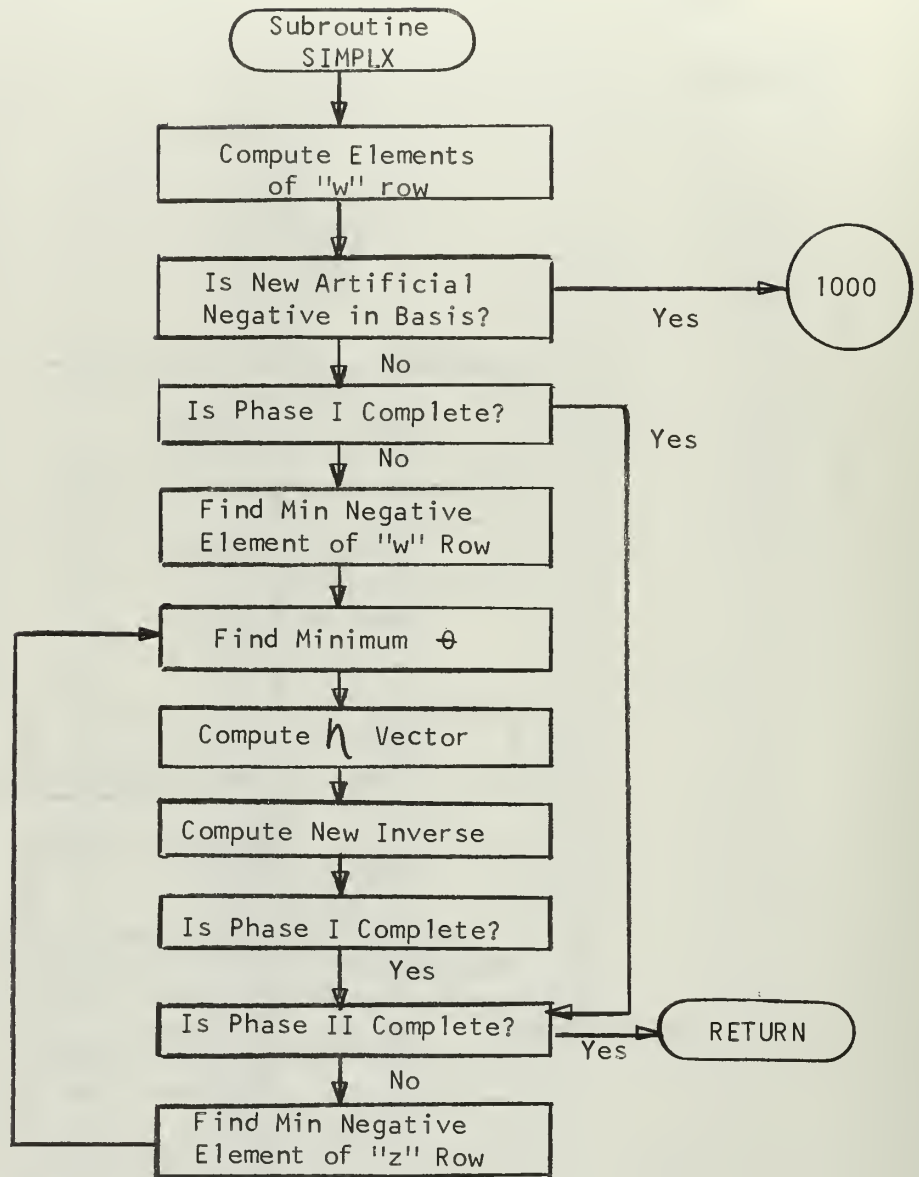 Subroutine
SIMPLX
Compute Elements
of "w" row
Is New Artificial
Negative in Basis?
Yes
1000
No
Is Phase I Complete?
Yes
No
Find Min Negative
Element of "w" Row
Find Minimum θ
Compute η Vector
Compute New Inverse
Is Phase I Complete?
Yes
Is Phase II Complete?
Yes
RETURN
No
Find Min Negative
Element of "z" Row